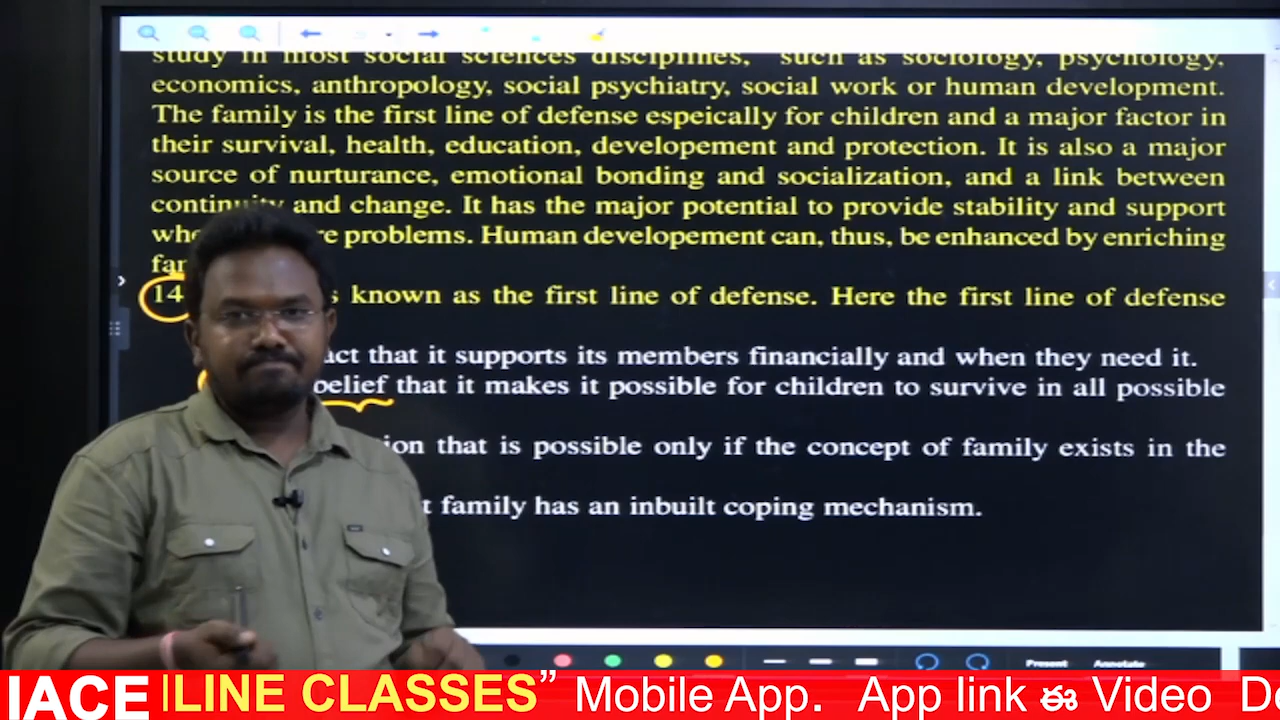 study in most social sciences disciplines, such as sociology, psychology,
economics, anthropology, social psychiatry, social work or human development.
The family is the first line of defense espeically for children and a major factor in
their survival, health, education, developement and protection. It is also a major
source of nurturance, emotional bonding and socialization, and a link between
continuity and change. It has the major potential to provide stability and support
whe re problems. Human developement can, thus, be enhanced by enriching
fam
14 s known as the first line of defense. Here the first line of defense
act that it supports its members financially and when they need it.
belief that it makes it possible for children to survive in all possible
ion that is possible only if the concept of family exists in the
t family has an inbuilt coping mechanism.
Present Annotate
IACE LINE CLASSES” Mobile App. App link ఈ Video D